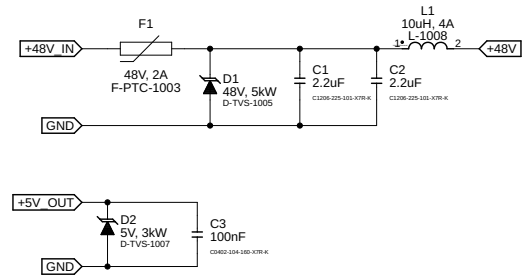 F1
L1
10uH, 4A
L-1008
+48V_IN
1
2
+48V
48V, 2A
F-PTC-1003
D1
48V, 5kW
D-TVS-1005
C1
2.2uF
C1206-225-101-X7R-K
C2
2.2uF
C1206-225-101-X7R-K
GND
+5V_OUT
D2
5V, 3kW
D-TVS-1007
C3
100nF
C0402-104-160-X7R-K
GND